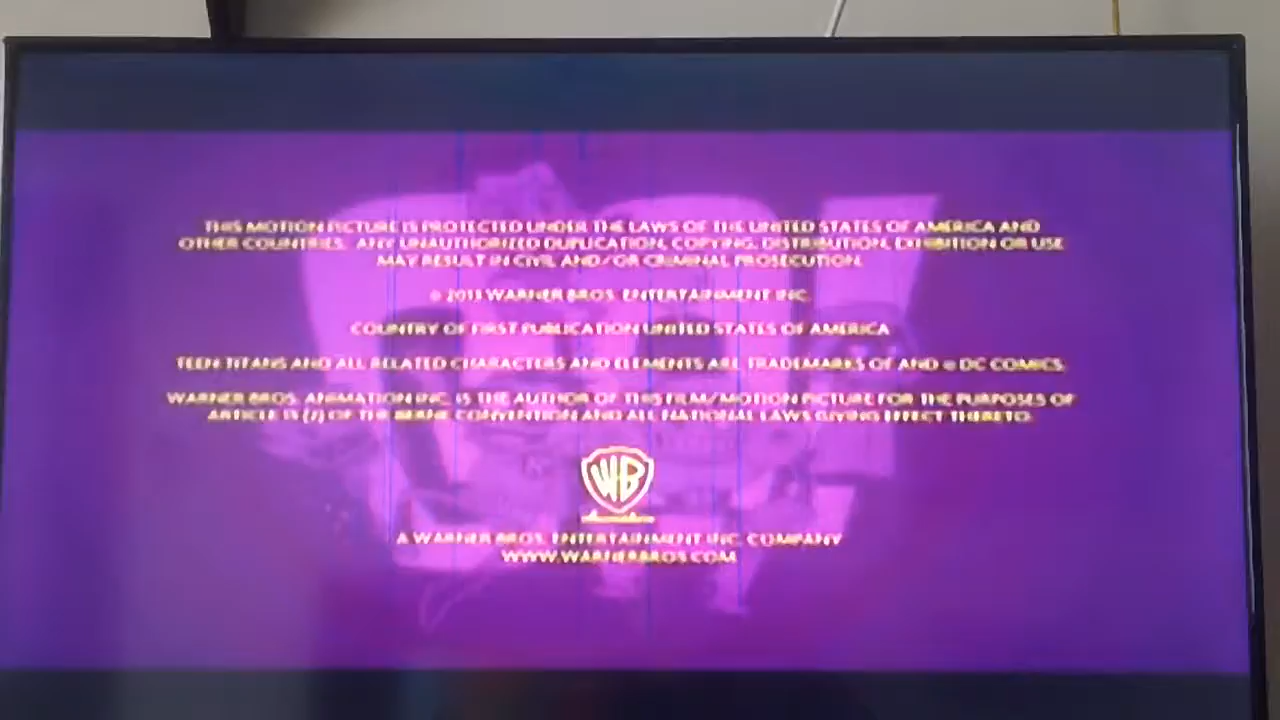 THIS MOTION PICTURE IS PROTECTED UNDER THE LAWS OF THE UNITED STATES OF AMERICA AND
OTHER COUNTRIES. ANY UNAUTHORIZED DUPLICATION, COPYING, DISTRIBUTION, EXHIBITION OR USE
MAY RESULT IN CIVIL AND/OR CRIMINAL PROSECUTION.
© 2013 WARNER BROS. ENTERTAINMENT INC.
COUNTRY OF FIRST PUBLICATION UNITED STATES OF AMERICA
TEEN TITANS AND ALL RELATED CHARACTERS AND ELEMENTS ARE TRADEMARKS OF AND © DC COMICS.
WARNER BROS. ANIMATION INC. IS THE AUTHOR OF THIS FILM/MOTION PICTURE FOR THE PURPOSES OF
ARTICLE 15 (2) OF THE BERNE CONVENTION AND ALL NATIONAL LAWS GIVING EFFECT THERETO.
WB
A WARNER BROS. ENTERTAINMENT INC. COMPANY
WWW.WARNERBROS.COM